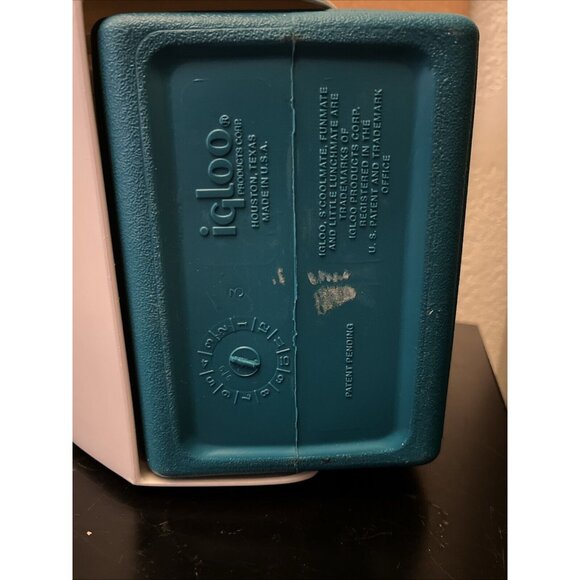 igloo®
PRODUCTS CORP.
HOUSTON, TEXAS
MADE IN U.S.A.
IGLOO, S'COOLMATE, FUNMATE
AND LITTLE LUNCHMATE ARE
TRADEMARKS OF
IGLOO PRODUCTS CORP.
REGISTERED IN THE
U. S. PATENT AND TRADEMARK
OFFICE
PATENT PENDING